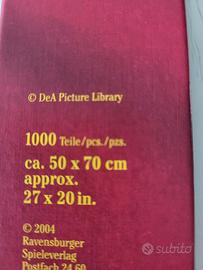 © DeA Picture Library
1000 Teile/pcs./pzs.
ca. 50 x 70 cm
approx.
27 x 20 in.
© 2004
Ravensburger
Spieleverlag
Postfach 24 60
subito